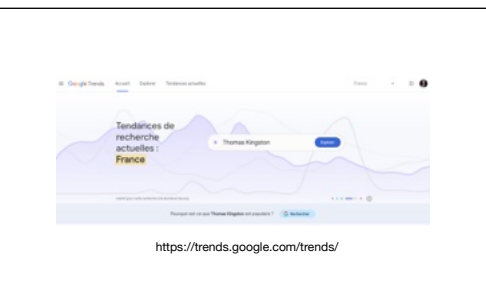 Google Trends Accueil Explorer Tendances actuelles France
Tendances de
recherche
actuelles :
France
Thomas Kingston
Explorer
Pourquoi est-ce que Thomas Kingston est populaire ? Rechercher
https://trends.google.com/trends/